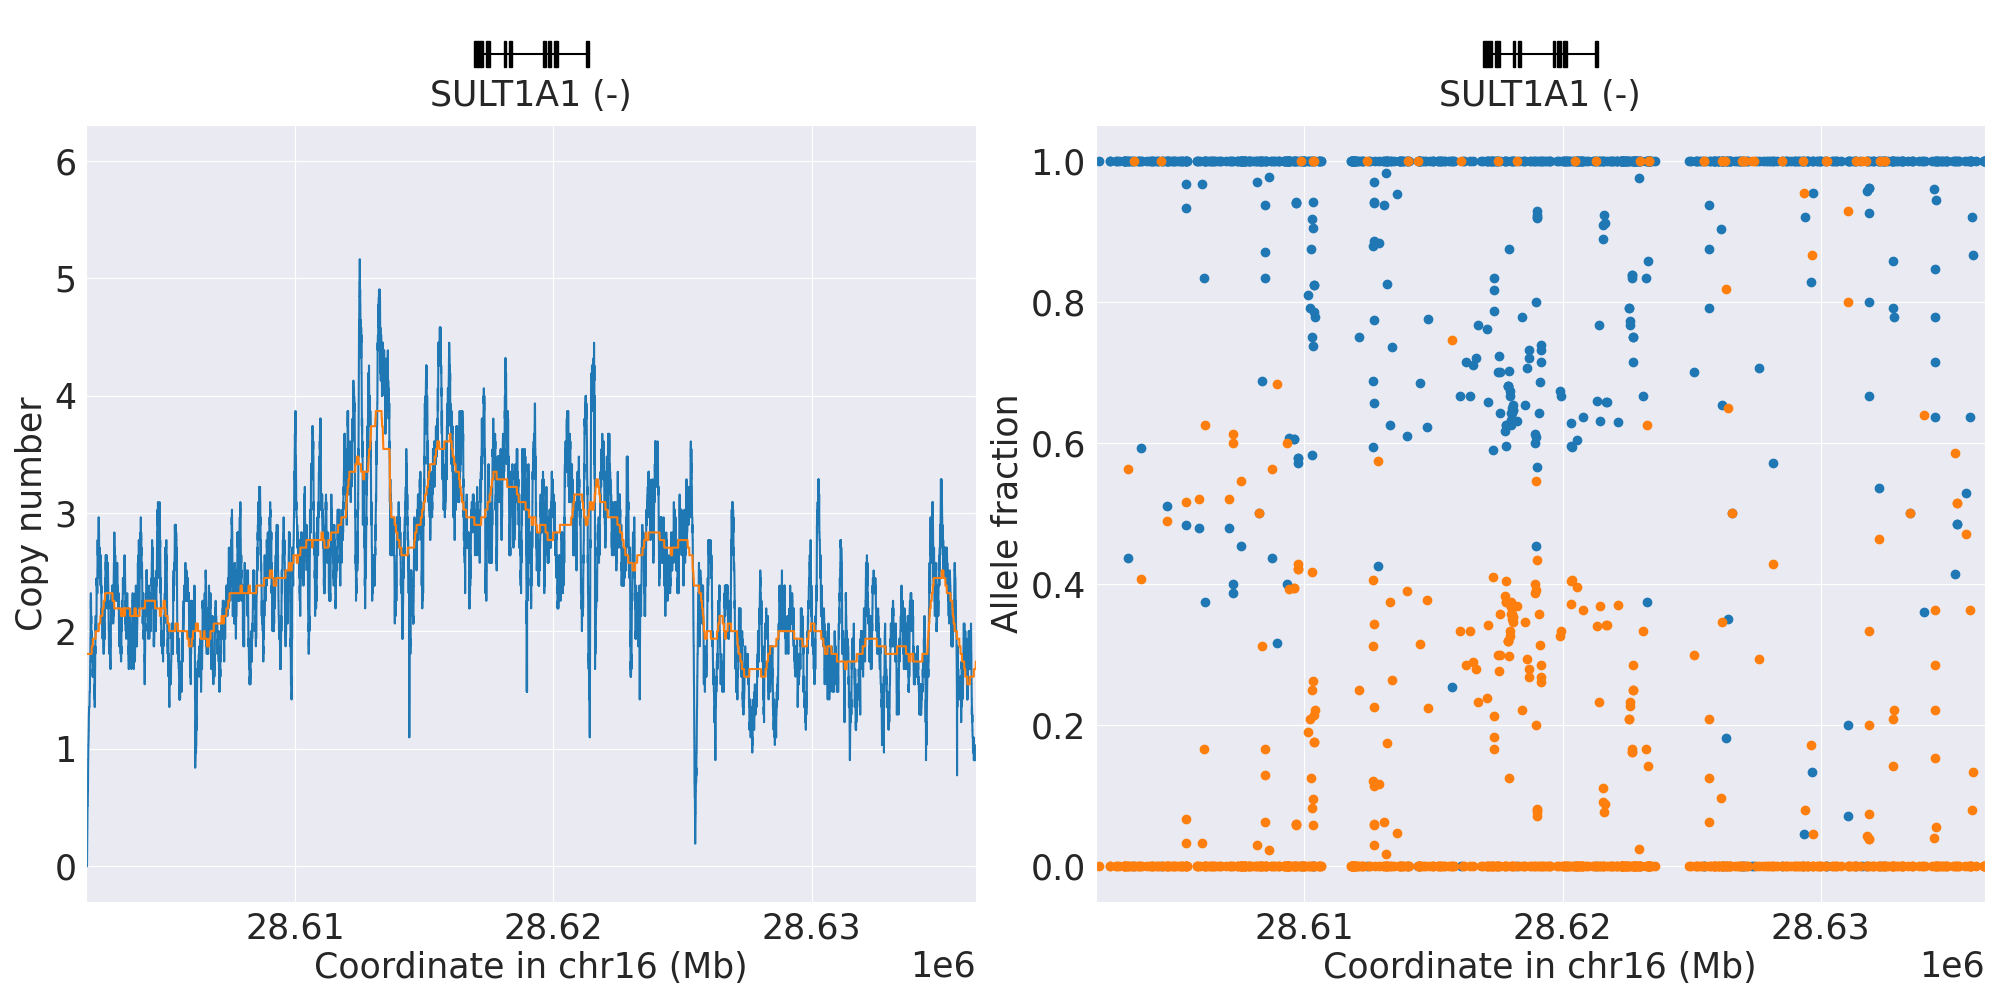 SULT1A1 (-)
6
5
4
3
2
1
0
Copy number
28.61
28.62
28.63
Coordinate in chr16 (Mb)
1e6
SULT1A1 (-)
1.0
0.8
0.6
0.4
0.2
0.0
Allele fraction
28.61
28.62
28.63
Coordinate in chr16 (Mb)
1e6